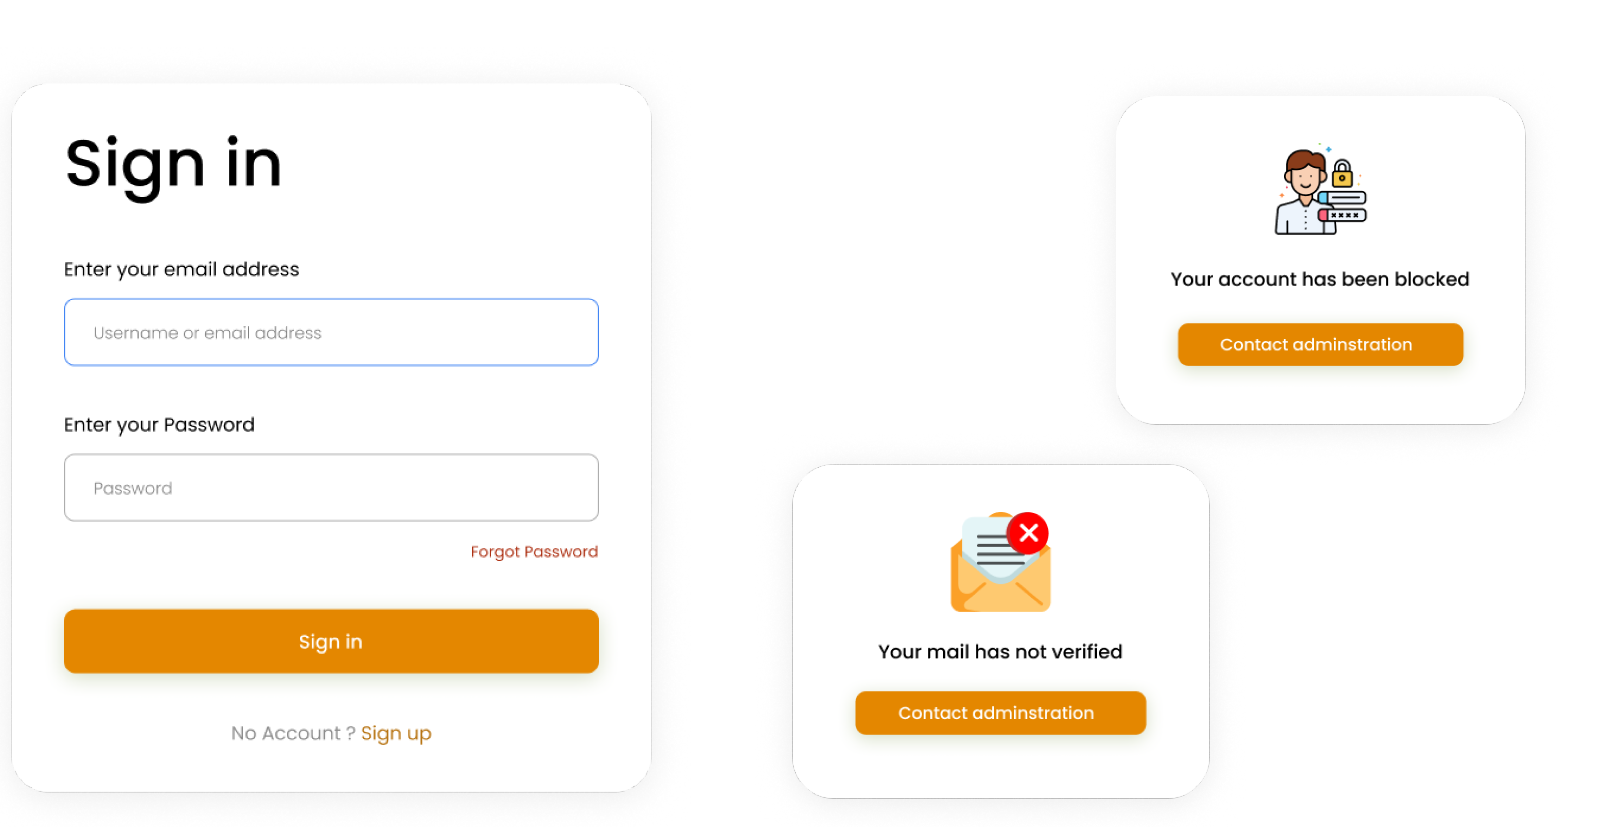 Sign in
Enter your email address
Username or email address
Enter your Password
Password
Forgot Password
Sign in
No Account ? Sign up
Your account has been blocked
Contact adminstration
Your mail has not verified
Contact adminstration